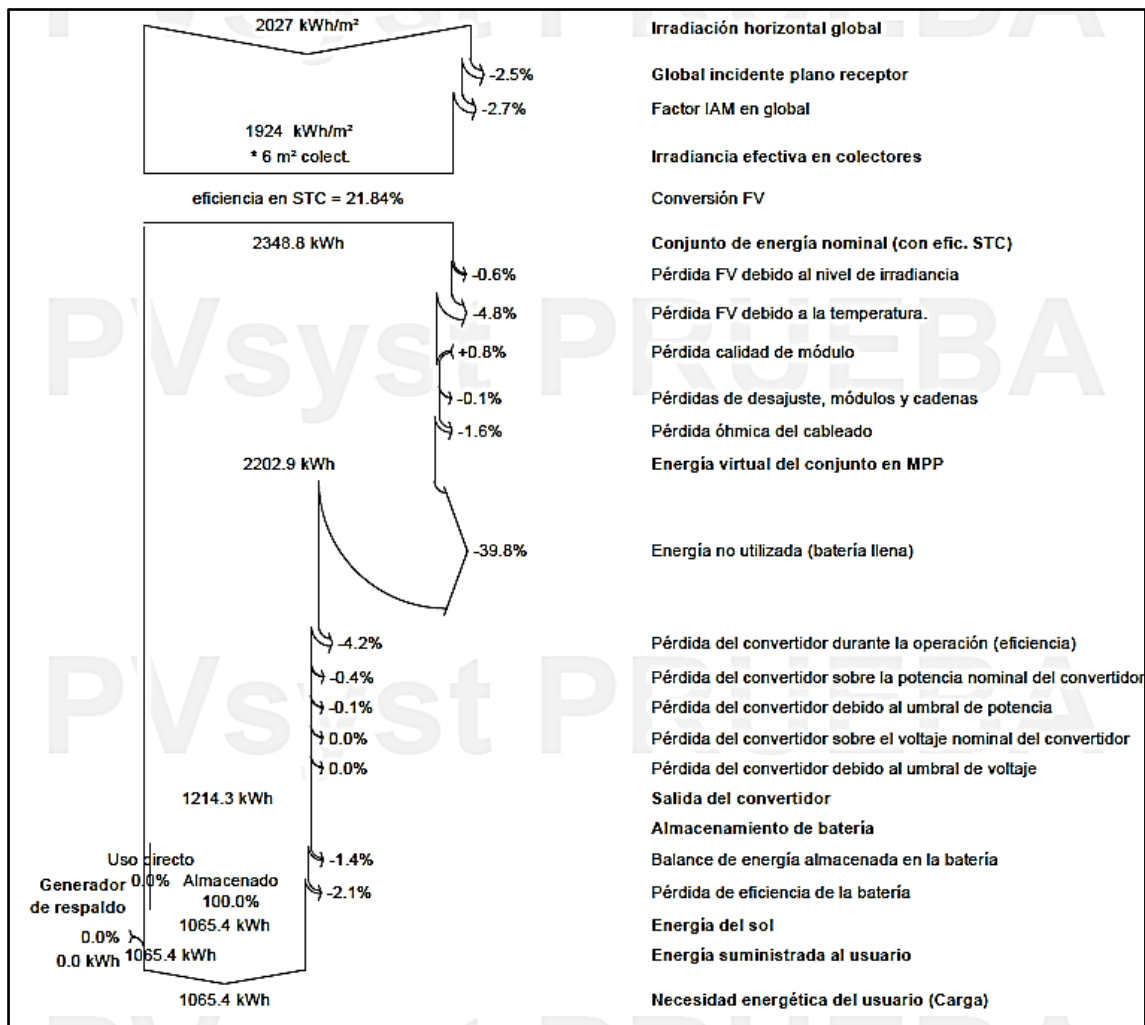 PVsyst PRUEBA
2027 kWh/m² Irradiación horizontal global
-2.5% Global incidente plano receptor
-2.7% Factor IAM en global
1924 kWh/m²
* 6 m² colect. Irradiancia efectiva en colectores
eficiencia en STC = 21.84% Conversión FV
2348.8 kWh Conjunto de energía nominal (con efic. STC)
-0.6% Pérdida FV debido al nivel de irradiancia
PVsyst PRUEBA
-4.8% Pérdida FV debido a la temperatura.
+0.8% Pérdida calidad de módulo
-0.1% Pérdidas de desajuste, módulos y cadenas
-1.6% Pérdida óhmica del cableado
2202.9 kWh Energía virtual del conjunto en MPP
-39.8% Energía no utilizada (batería llena)
-4.2% Pérdida del convertidor durante la operación (eficiencia)
-0.4% Pérdida del convertidor sobre la potencia nominal del convertidor
PVsyst PRUEBA
-0.1% Pérdida del convertidor debido al umbral de potencia
0.0% Pérdida del convertidor sobre el voltaje nominal del convertidor
0.0% Pérdida del convertidor debido al umbral de voltaje
1214.3 kWh Salida del convertidor
Almacenamiento de batería
Uso directo -1.4% Balance de energía almacenada en la batería
Generador 0.0% Almacenado
de respaldo 100.0% -2.1% Pérdida de eficiencia de la batería
1065.4 kWh Energía del sol
0.0%
0.0 kWh 1065.4 kWh Energía suministrada al usuario
1065.4 kWh Necesidad energética del usuario (Carga)